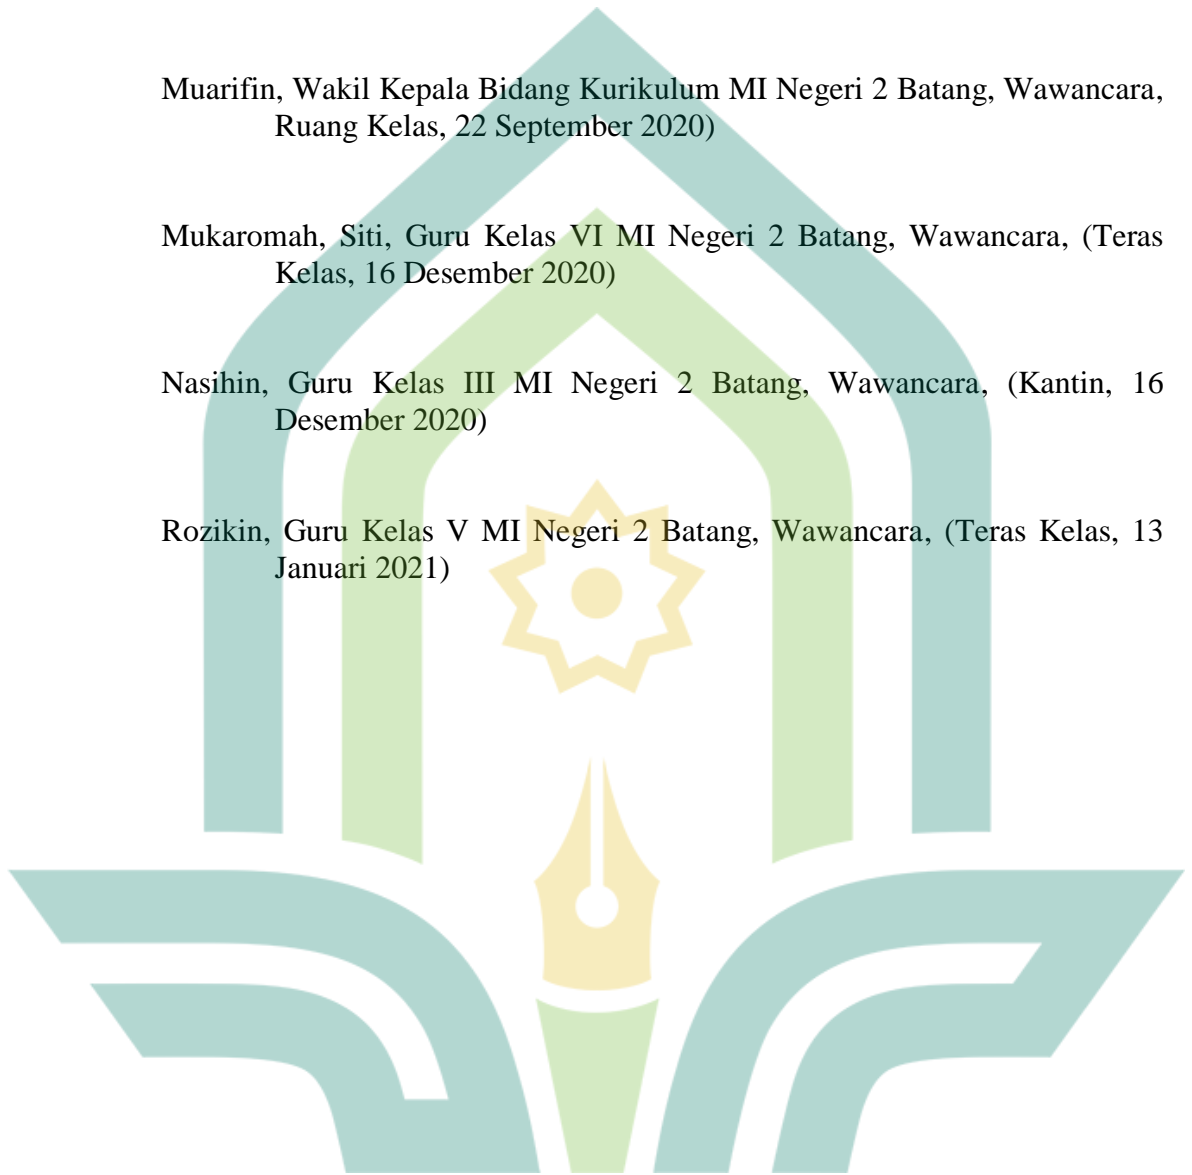 Muarifin, Wakil Kepala Bidang Kurikulum MI Negeri 2 Batang, Wawancara,
Ruang Kelas, 22 September 2020)
Mukaromah, Siti, Guru Kelas VI MI Negeri 2 Batang, Wawancara, (Teras
Kelas, 16 Desember 2020)
Nasihin, Guru Kelas III MI Negeri 2 Batang, Wawancara, (Kantin, 16
Desember 2020)
Rozikin, Guru Kelas V MI Negeri 2 Batang, Wawancara, (Teras Kelas, 13
Januari 2021)